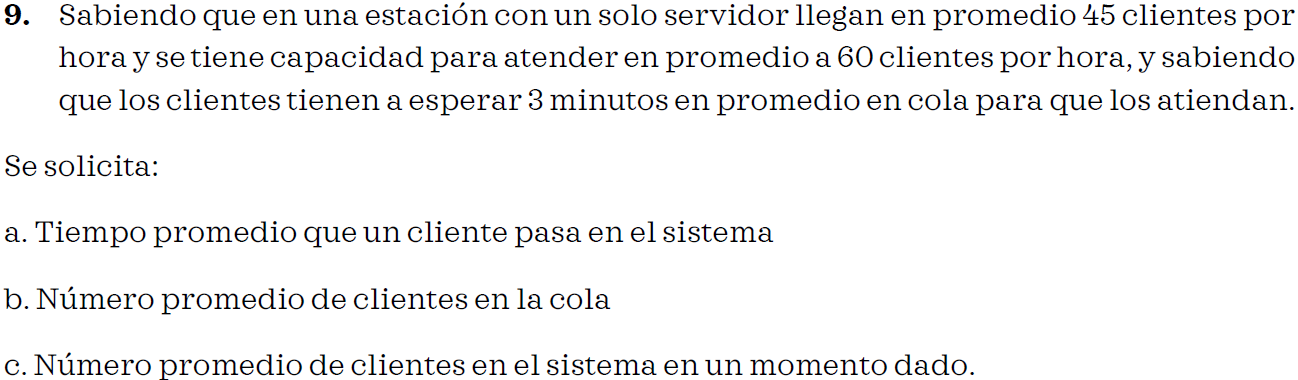 9. Sabiendo que en una estación con un solo servidor llegan en promedio 45 clientes por
hora y se tiene capacidad para atender en promedio a 60 clientes por hora, y sabiendo
que los clientes tienen a esperar 3 minutos en promedio en cola para que los atiendan.
Se solicita:
a. Tiempo promedio que un cliente pasa en el sistema
b. Número promedio de clientes en la cola
c. Número promedio de clientes en el sistema en un momento dado.